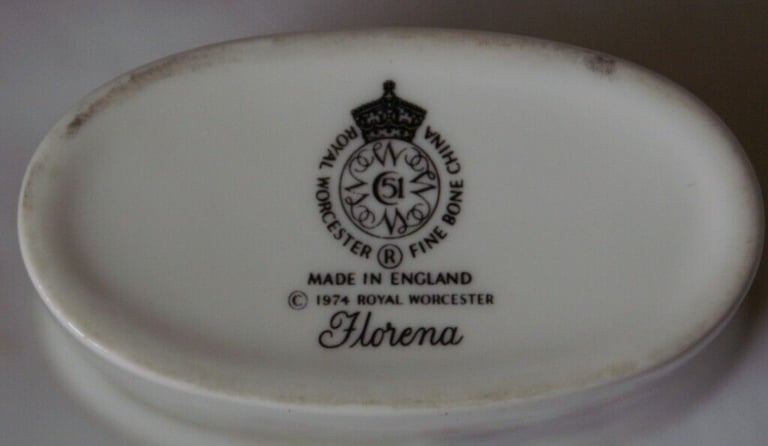 ROYAL WORCESTER ® FINE BONE CHINA
C 51
MADE IN ENGLAND
© 1974 ROYAL WORCESTER
Florena